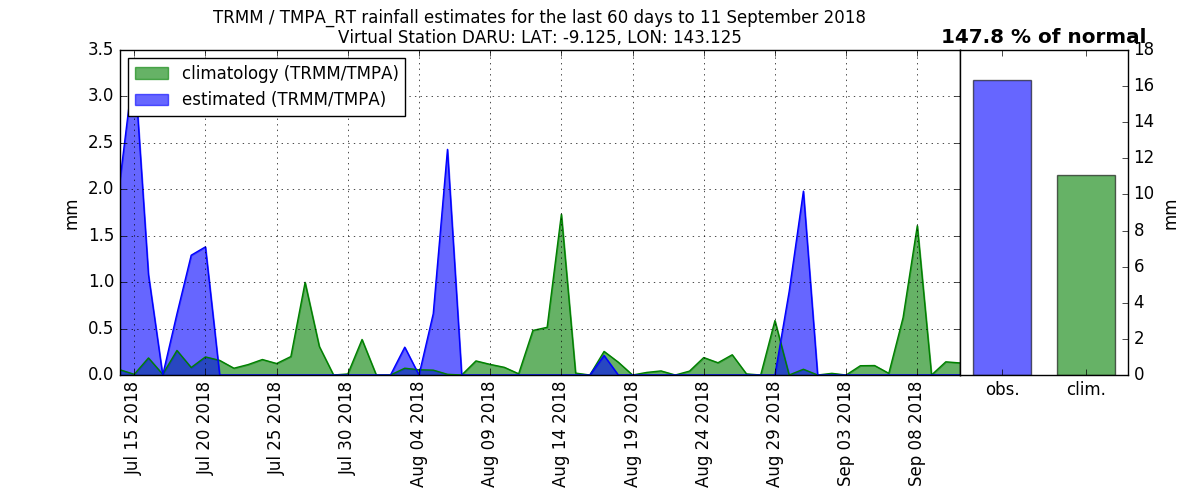 TRMM / TMPA_RT rainfall estimates for the last 60 days to 11 September 2018
Virtual Station DARU: LAT: -9.125, LON: 143.125
147.8 % of normal
climatology (TRMM/TMPA)
estimated (TRMM/TMPA)
3.5
3.0
2.5
2.0
1.5
1.0
0.5
0.0
mm
Jul 15 2018
Jul 20 2018
Jul 25 2018
Jul 30 2018
Aug 04 2018
Aug 09 2018
Aug 14 2018
Aug 19 2018
Aug 24 2018
Aug 29 2018
Sep 03 2018
Sep 08 2018
obs.
clim.
18
16
14
12
10
8
6
4
2
0
mm